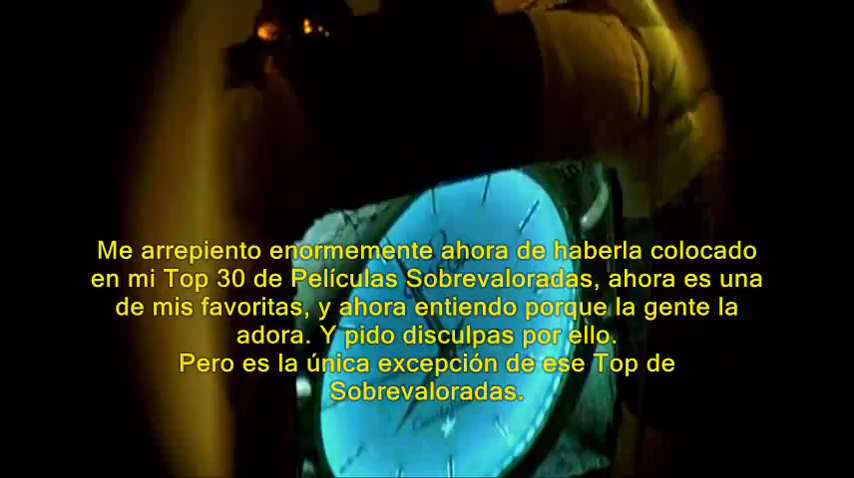 Me arrepiento enormemente ahora de haberla colocado
en mi Top 30 de Películas Sobrevaloradas, ahora es una
de mis favoritas, y ahora entiendo porque la gente la
adora. Y pido disculpas por ello.
Pero es la única excepción de ese Top de
Sobrevaloradas.